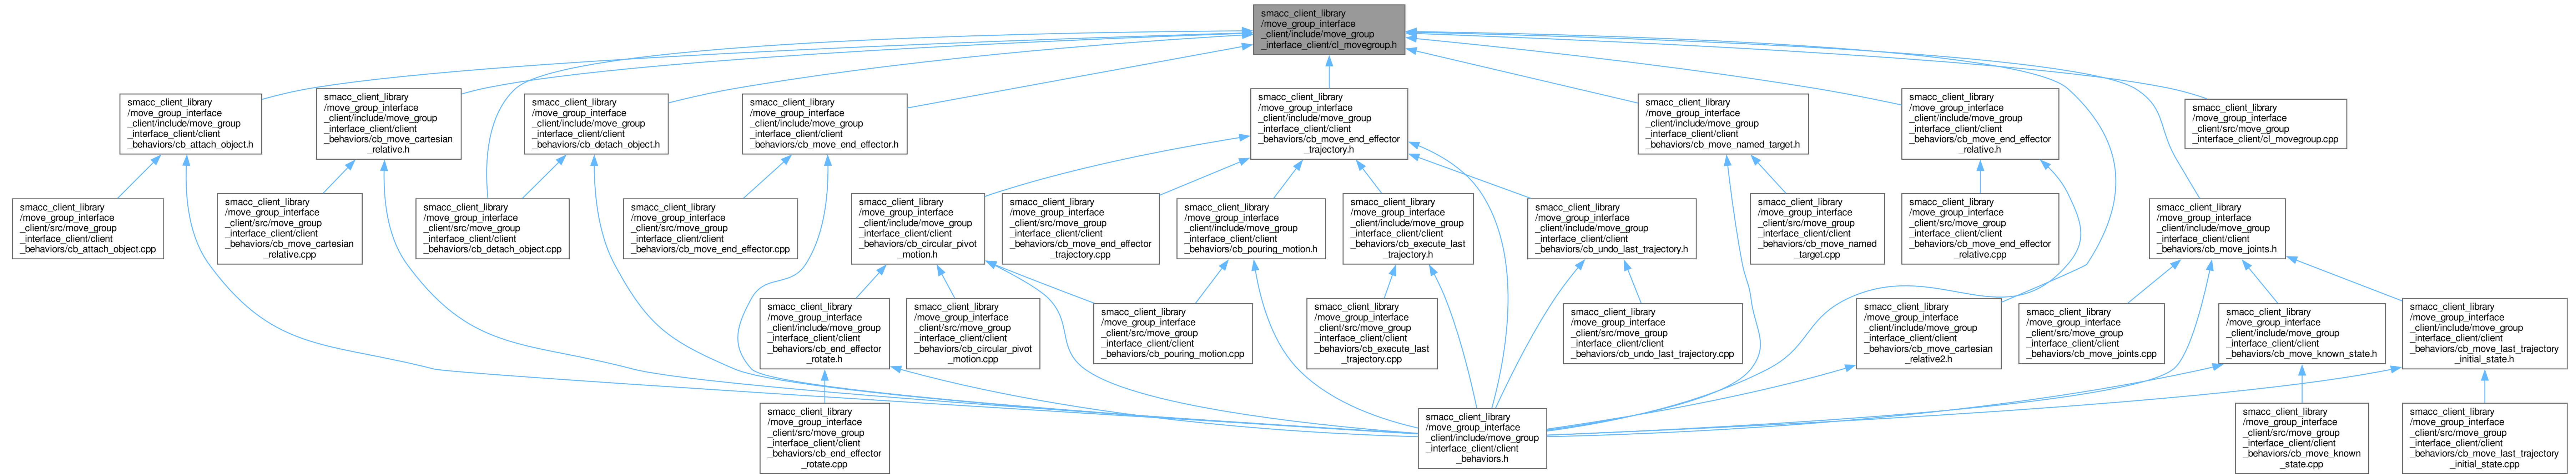 smacc_client_library
/move_group_interface
_client/include/move_group
_interface_client/cl_movegroup.h
smacc_client_library
/move_group_interface
_client/include/move_group
_interface_client/client
_behaviors/cb_attach_object.h
smacc_client_library
/move_group_interface
_client/include/move_group
_interface_client/client
_behaviors/cb_move_cartesian
_relative.h
smacc_client_library
/move_group_interface
_client/include/move_group
_interface_client/client
_behaviors/cb_detach_object.h
smacc_client_library
/move_group_interface
_client/include/move_group
_interface_client/client
_behaviors/cb_move_end_effector.h
smacc_client_library
/move_group_interface
_client/include/move_group
_interface_client/client
_behaviors/cb_move_end_effector
_trajectory.h
smacc_client_library
/move_group_interface
_client/include/move_group
_interface_client/client
_behaviors/cb_move_named_target.h
smacc_client_library
/move_group_interface
_client/include/move_group
_interface_client/client
_behaviors/cb_move_end_effector
_relative.h
smacc_client_library
/move_group_interface
_client/src/move_group
_interface_client/cl_movegroup.cpp
smacc_client_library
/move_group_interface
_client/src/move_group
_interface_client/client
_behaviors/cb_attach_object.cpp
smacc_client_library
/move_group_interface
_client/src/move_group
_interface_client/client
_behaviors/cb_move_cartesian
_relative.cpp
smacc_client_library
/move_group_interface
_client/src/move_group
_interface_client/client
_behaviors/cb_detach_object.cpp
smacc_client_library
/move_group_interface
_client/src/move_group
_interface_client/client
_behaviors/cb_move_end_effector.cpp
smacc_client_library
/move_group_interface
_client/include/move_group
_interface_client/client
_behaviors/cb_circular_pivot
_motion.h
smacc_client_library
/move_group_interface
_client/src/move_group
_interface_client/client
_behaviors/cb_move_end_effector
_trajectory.cpp
smacc_client_library
/move_group_interface
_client/include/move_group
_interface_client/client
_behaviors/cb_pouring_motion.h
smacc_client_library
/move_group_interface
_client/include/move_group
_interface_client/client
_behaviors/cb_execute_last
_trajectory.h
smacc_client_library
/move_group_interface
_client/include/move_group
_interface_client/client
_behaviors/cb_undo_last_trajectory.h
smacc_client_library
/move_group_interface
_client/src/move_group
_interface_client/client
_behaviors/cb_move_named
_target.cpp
smacc_client_library
/move_group_interface
_client/src/move_group
_interface_client/client
_behaviors/cb_move_end_effector
_relative.cpp
smacc_client_library
/move_group_interface
_client/include/move_group
_interface_client/client
_behaviors/cb_move_joints.h
smacc_client_library
/move_group_interface
_client/include/move_group
_interface_client/client
_behaviors/cb_end_effector
_rotate.h
smacc_client_library
/move_group_interface
_client/src/move_group
_interface_client/client
_behaviors/cb_circular_pivot
_motion.cpp
smacc_client_library
/move_group_interface
_client/src/move_group
_interface_client/client
_behaviors/cb_pouring_motion.cpp
smacc_client_library
/move_group_interface
_client/src/move_group
_interface_client/client
_behaviors/cb_execute_last
_trajectory.cpp
smacc_client_library
/move_group_interface
_client/src/move_group
_interface_client/client
_behaviors/cb_undo_last_trajectory.cpp
smacc_client_library
/move_group_interface
_client/include/move_group
_interface_client/client
_behaviors/cb_move_cartesian
_relative2.h
smacc_client_library
/move_group_interface
_client/src/move_group
_interface_client/client
_behaviors/cb_move_joints.cpp
smacc_client_library
/move_group_interface
_client/include/move_group
_interface_client/client
_behaviors/cb_move_known_state.h
smacc_client_library
/move_group_interface
_client/include/move_group
_interface_client/client
_behaviors/cb_move_last_trajectory
_initial_state.h
smacc_client_library
/move_group_interface
_client/src/move_group
_interface_client/client
_behaviors/cb_end_effector
_rotate.cpp
smacc_client_library
/move_group_interface
_client/include/move_group
_interface_client/client
_behaviors.h
smacc_client_library
/move_group_interface
_client/src/move_group
_interface_client/client
_behaviors/cb_move_known
_state.cpp
smacc_client_library
/move_group_interface
_client/src/move_group
_interface_client/client
_behaviors/cb_move_last_trajectory
_initial_state.cpp